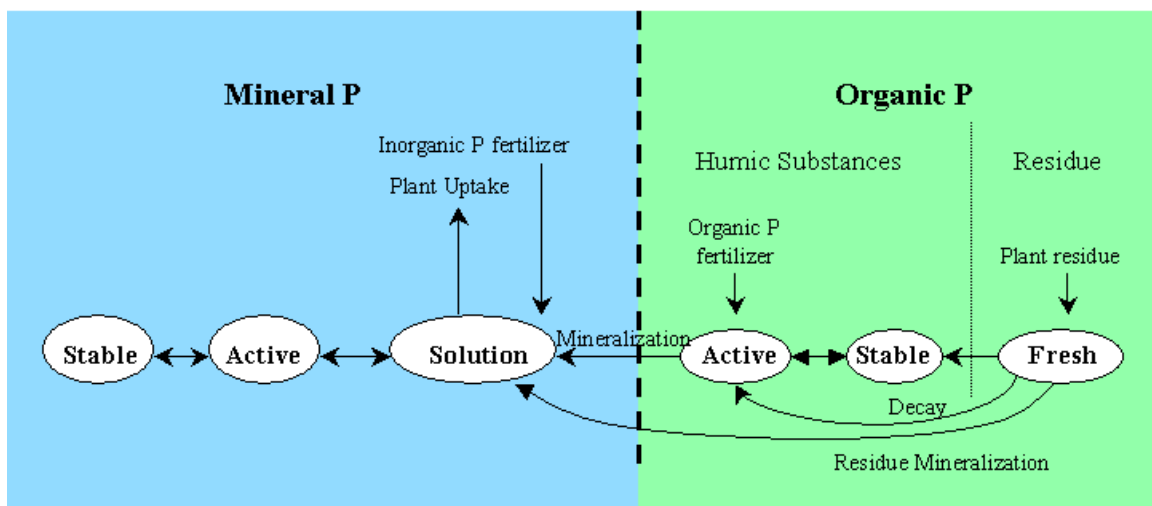 Mineral P
Organic P
Inorganic P fertilizer
Plant Uptake
Humic Substances
Residue
Organic P
fertilizer
Plant residue
Stable
Active
Solution
Mineralization
Active
Stable
Fresh
Decay
Residue Mineralization